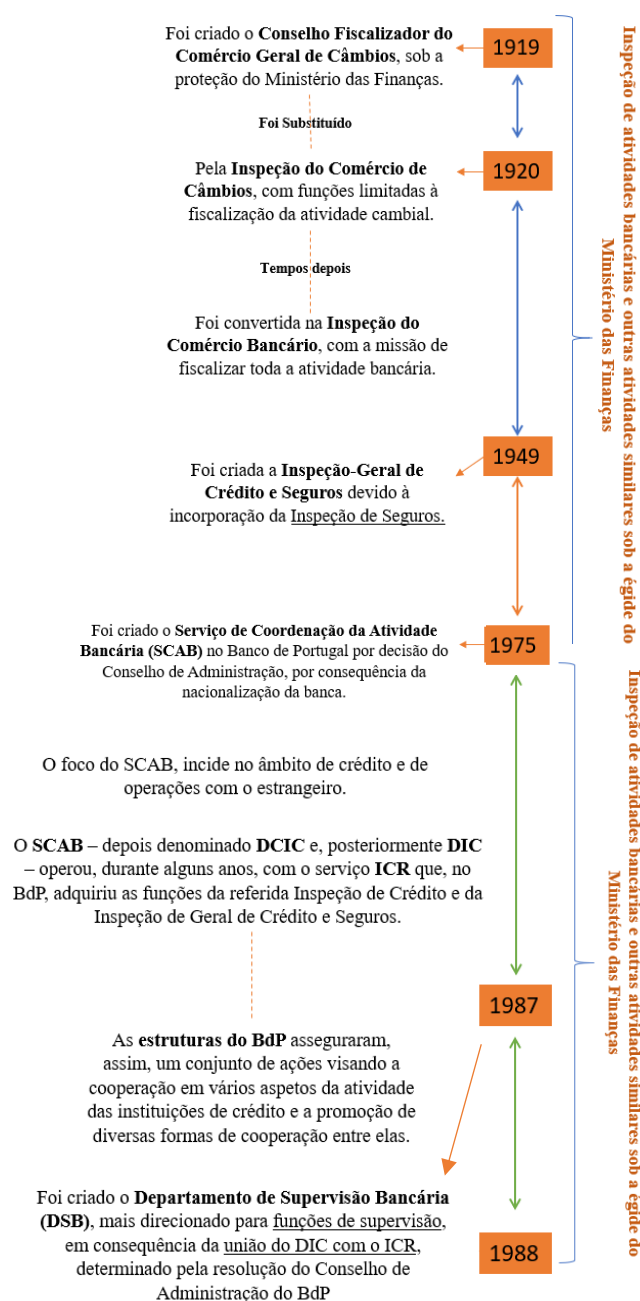 Foi criado o Conselho Fiscalizador do
Comércio Geral de Câmbios, sob a
proteção do Ministério das Finanças.
1919
Foi Substituído
Pela Inspeção do Comércio de
Câmbios, com funções limitadas à
fiscalização da atividade cambial.
1920
Tempos depois
Foi convertida na Inspeção do
Comércio Bancário, com a missão de
fiscalizar toda a atividade bancária.
1949
Foi criada a Inspeção-Geral de
Crédito e Seguros devido à
incorporação da Inspeção de Seguros.
Inspeção de atividades bancárias e outras atividades similares sob a égide do
Ministério das Finanças
Foi criado o Serviço de Coordenação da Atividade
Bancária (SCAB) no Banco de Portugal por decisão do
Conselho de Administração, por consequência da
nacionalização da banca.
1975
O foco do SCAB, incide no âmbito de crédito e de
operações com o estrangeiro.
O SCAB – depois denominado DCIC e, posteriormente DIC
– operou, durante alguns anos, com o serviço ICR que, no
BdP, adquiriu as funções da referida Inspeção de Crédito e da
Inspeção de Geral de Crédito e Seguros.
1987
As estruturas do BdP asseguraram,
assim, um conjunto de ações visando a
cooperação em vários aspetos da atividade
das instituições de crédito e a promoção de
diversas formas de cooperação entre elas.
Foi criado o Departamento de Supervisão Bancária
(DSB), mais direcionado para funções de supervisão,
em consequência da união do DIC com o ICR,
determinado pela resolução do Conselho de
Administração do BdP
1988
Inspeção de atividades bancárias e outras atividades similares sob a égide do
Ministério das Finanças